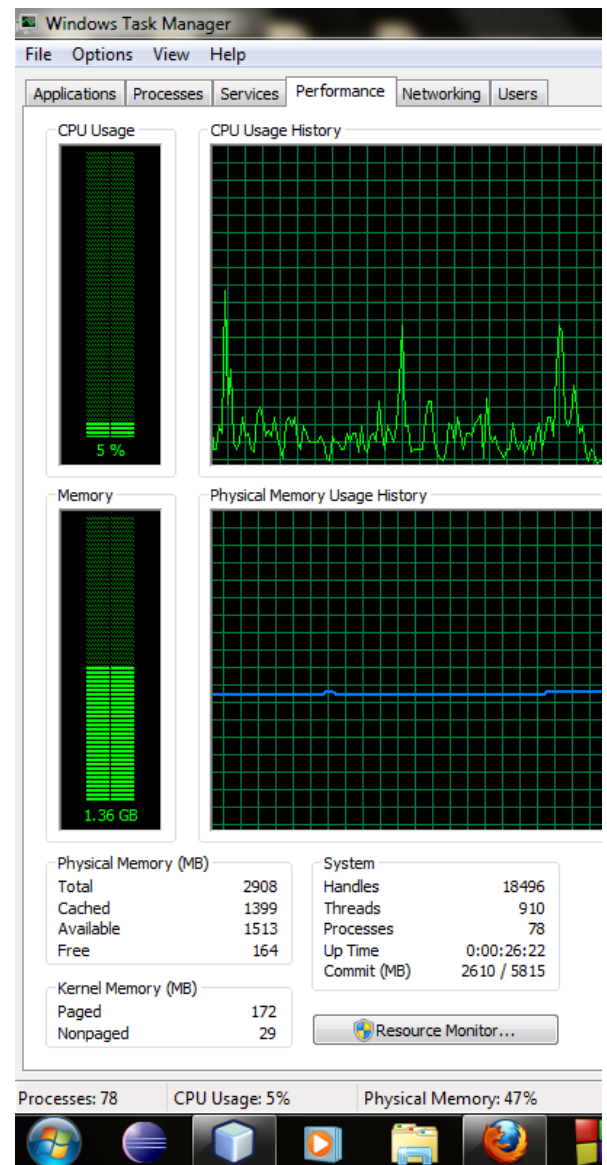 Windows Task Manager
File Options View Help
Applications Processes Services Performance Networking Users
CPU Usage CPU Usage History
5 %
Memory Physical Memory Usage History
1.36 GB
Physical Memory (MB)
Total 2908
Cached 1399
Available 1513
Free 164
Kernel Memory (MB)
Paged 172
Nonpaged 29
System
Handles 18496
Threads 910
Processes 78
Up Time 0:00:26:22
Commit (MB) 2610 / 5815
Resource Monitor...
Processes: 78 CPU Usage: 5% Physical Memory: 47%